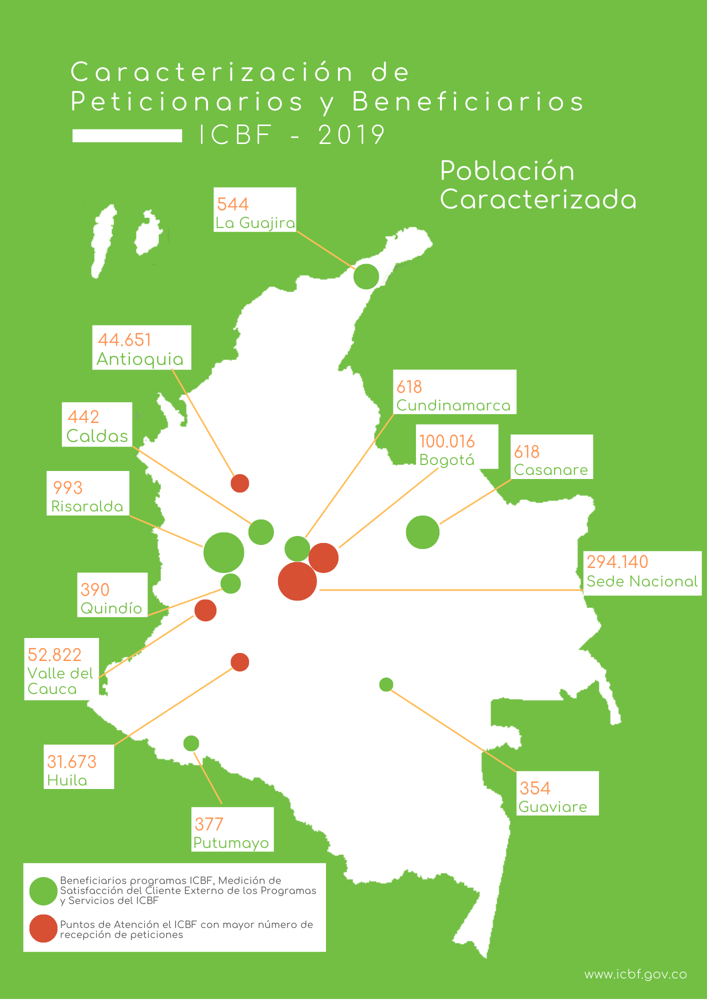 Caracterización de
Peticionarios y Beneficiarios
ICBF - 2019
Población
Caracterizada
544
La Guajira
44.651
Antioquia
618
Cundinamarca
442
Caldas
100.016
Bogotá
618
Casanare
993
Risaralda
294.140
Sede Nacional
390
Quindío
52.822
Valle del
Cauca
31.673
Huila
354
Guaviare
377
Putumayo
Beneficiarios programas ICBF, Medición de
Satisfacción del Cliente Externo de los Programas
y Servicios del ICBF
Puntos de Atención el ICBF con mayor número de
recepción de peticiones
www.icbf.gov.co